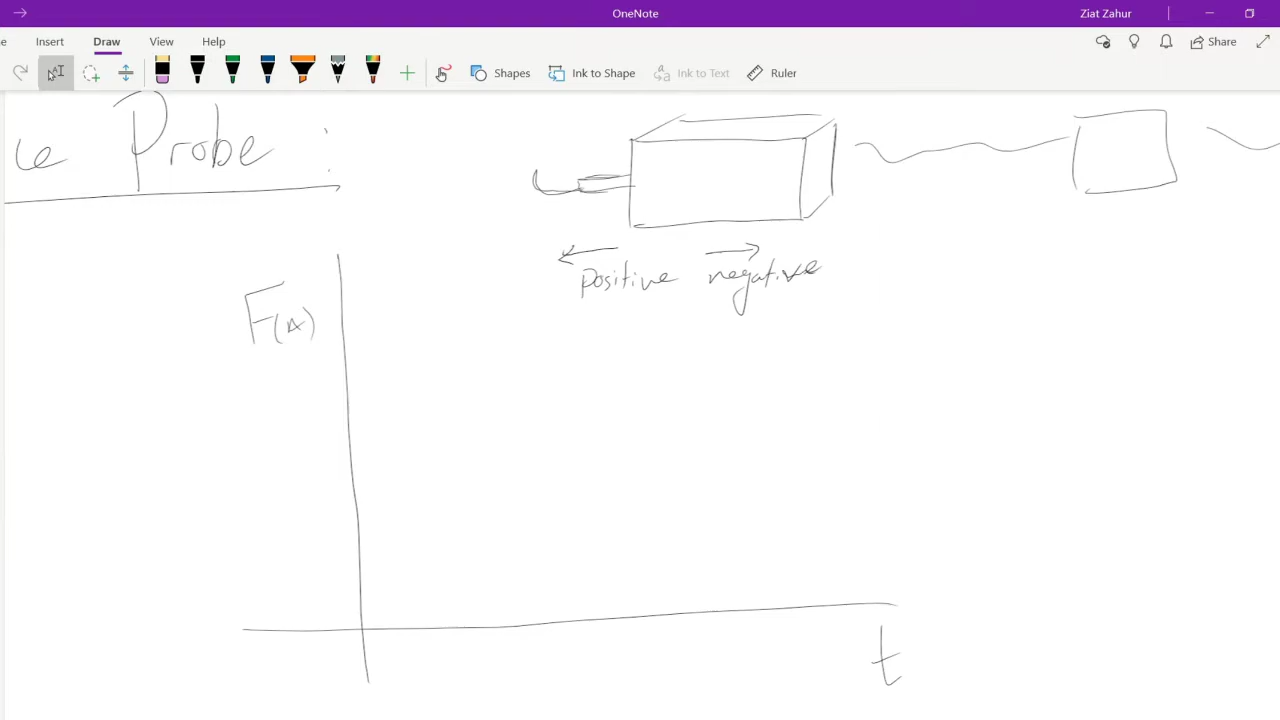 OneNote
Ziat Zahur
Insert Draw View Help
Share
Shapes Ink to Shape Ink to Text Ruler
Probe :
positive negative
t